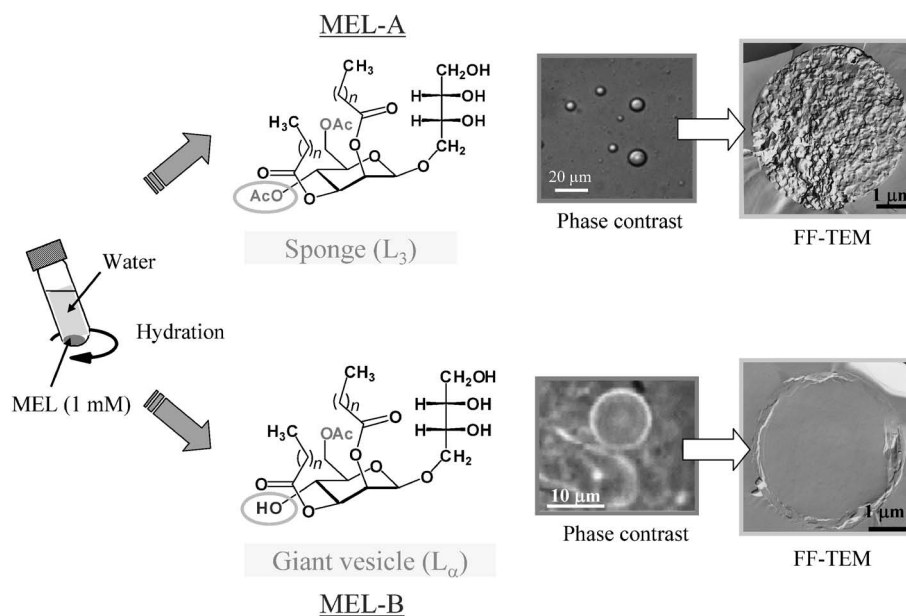 MEL-A
CH₃
n
O
OAc
H₃C
n
O
O
O
AcO
O
O
O
CH₂
OH
H
OH
H
CH₂OH
Sponge (L₃)
20 μm
Phase contrast
1 μm
FF-TEM
Water
Hydration
MEL (1 mM)
CH₃
n
O
OAc
H₃C
n
O
O
O
HO
O
O
O
CH₂
OH
H
OH
H
CH₂OH
Giant vesicle (Lα)
MEL-B
10 μm
Phase contrast
1 μm
FF-TEM